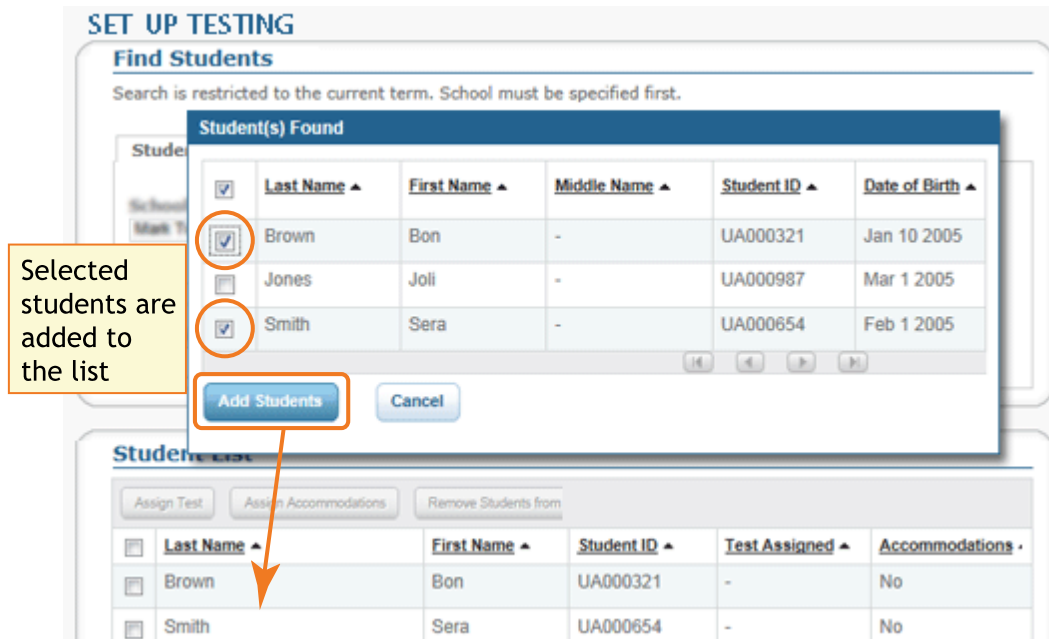 SET UP TESTING
Find Students
Search is restricted to the current term. School must be specified first.
Student(s) Found
Last Name First Name Middle Name Student ID Date of Birth
Brown Bon - UA000321 Jan 10 2005
Jones Joli - UA000987 Mar 1 2005
Smith Sera - UA000654 Feb 1 2005
Add Students Cancel
Selected
students are
added to
the list
Student List
Assign Test Assign Accommodations Remove Students from
Last Name First Name Student ID Test Assigned Accommodations
Brown Bon UA000321 - No
Smith Sera UA000654 - No